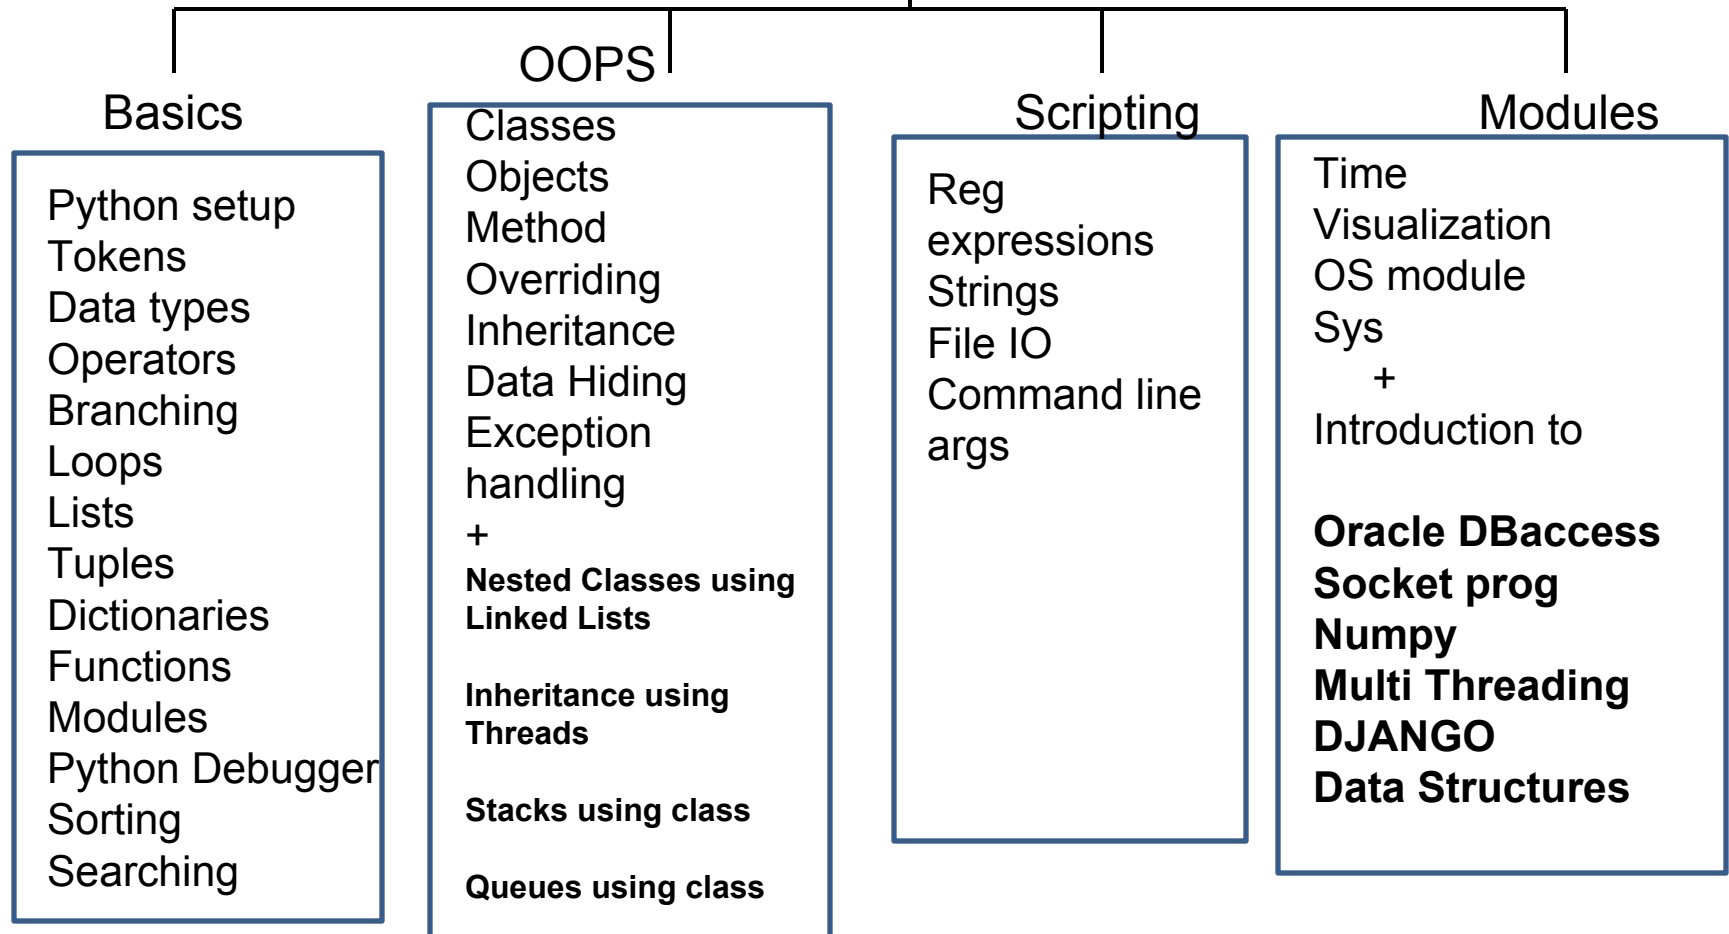 Basics
Python setup
Tokens
Data types
Operators
Branching
Loops
Lists
Tuples
Dictionaries
Functions
Modules
Python Debugger
Sorting
Searching
OOPS
Classes
Objects
Method
Overriding
Inheritance
Data Hiding
Exception
handling
+
Nested Classes using
Linked Lists
Inheritance using
Threads
Stacks using class
Queues using class
Scripting
Reg
expressions
Strings
File IO
Command line
args
Modules
Time
Visualization
OS module
Sys
+
Introduction to
Oracle DBaccess
Socket prog
Numpy
Multi Threading
DJANGO
Data Structures